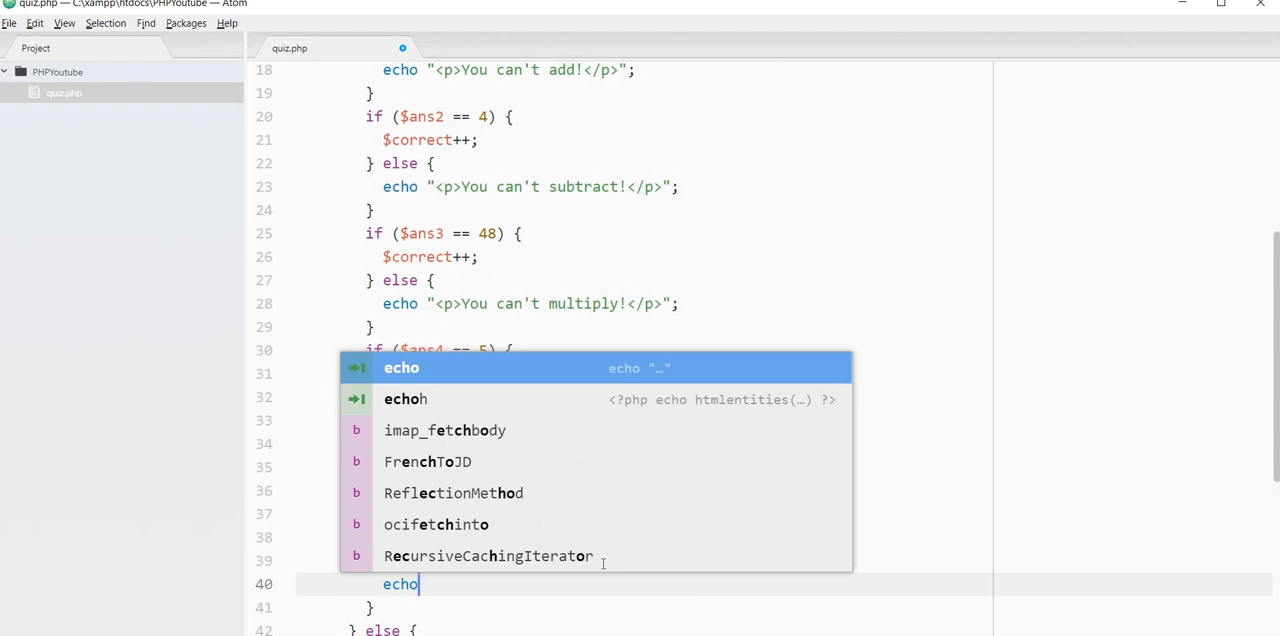 quiz.php — C:\xampp\htdocs\PHPYoutube — Atom
File Edit View Selection Find Packages Help
Project
quiz.php
PHPYoutube
quiz.php
18 echo "<p>You can't add!</p>";
19 }
20 if ($ans2 == 4) {
21 $correct++;
22 } else {
23 echo "<p>You can't subtract!</p>";
24 }
25 if ($ans3 == 48) {
26 $correct++;
27 } else {
28 echo "<p>You can't multiply!</p>";
29 }
30 if ($ans4 == 5) {
31 echo echo "…"
32
33 echoh <?php echo htmlentities(…) ?>
34 imap_fetchbody
35 FrenchToJD
36 ReflectionMethod
37
38 ocifetchinto
39 RecursiveCachingIterator
40 echo
41 }
42 } else {